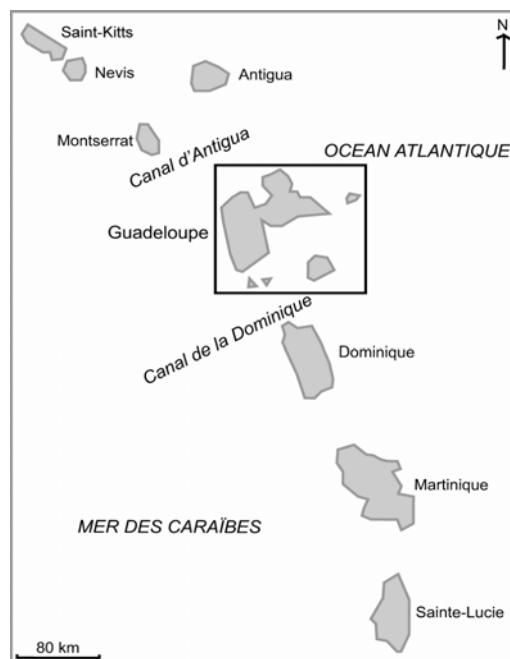 Saint-Kitts
N
Nevis
Antigua
Montserrat
Canal d'Antigua
OCEAN ATLANTIQUE
Guadeloupe
Canal de la Dominique
Dominique
Martinique
MER DES CARAÏBES
Sainte-Lucie
80 km